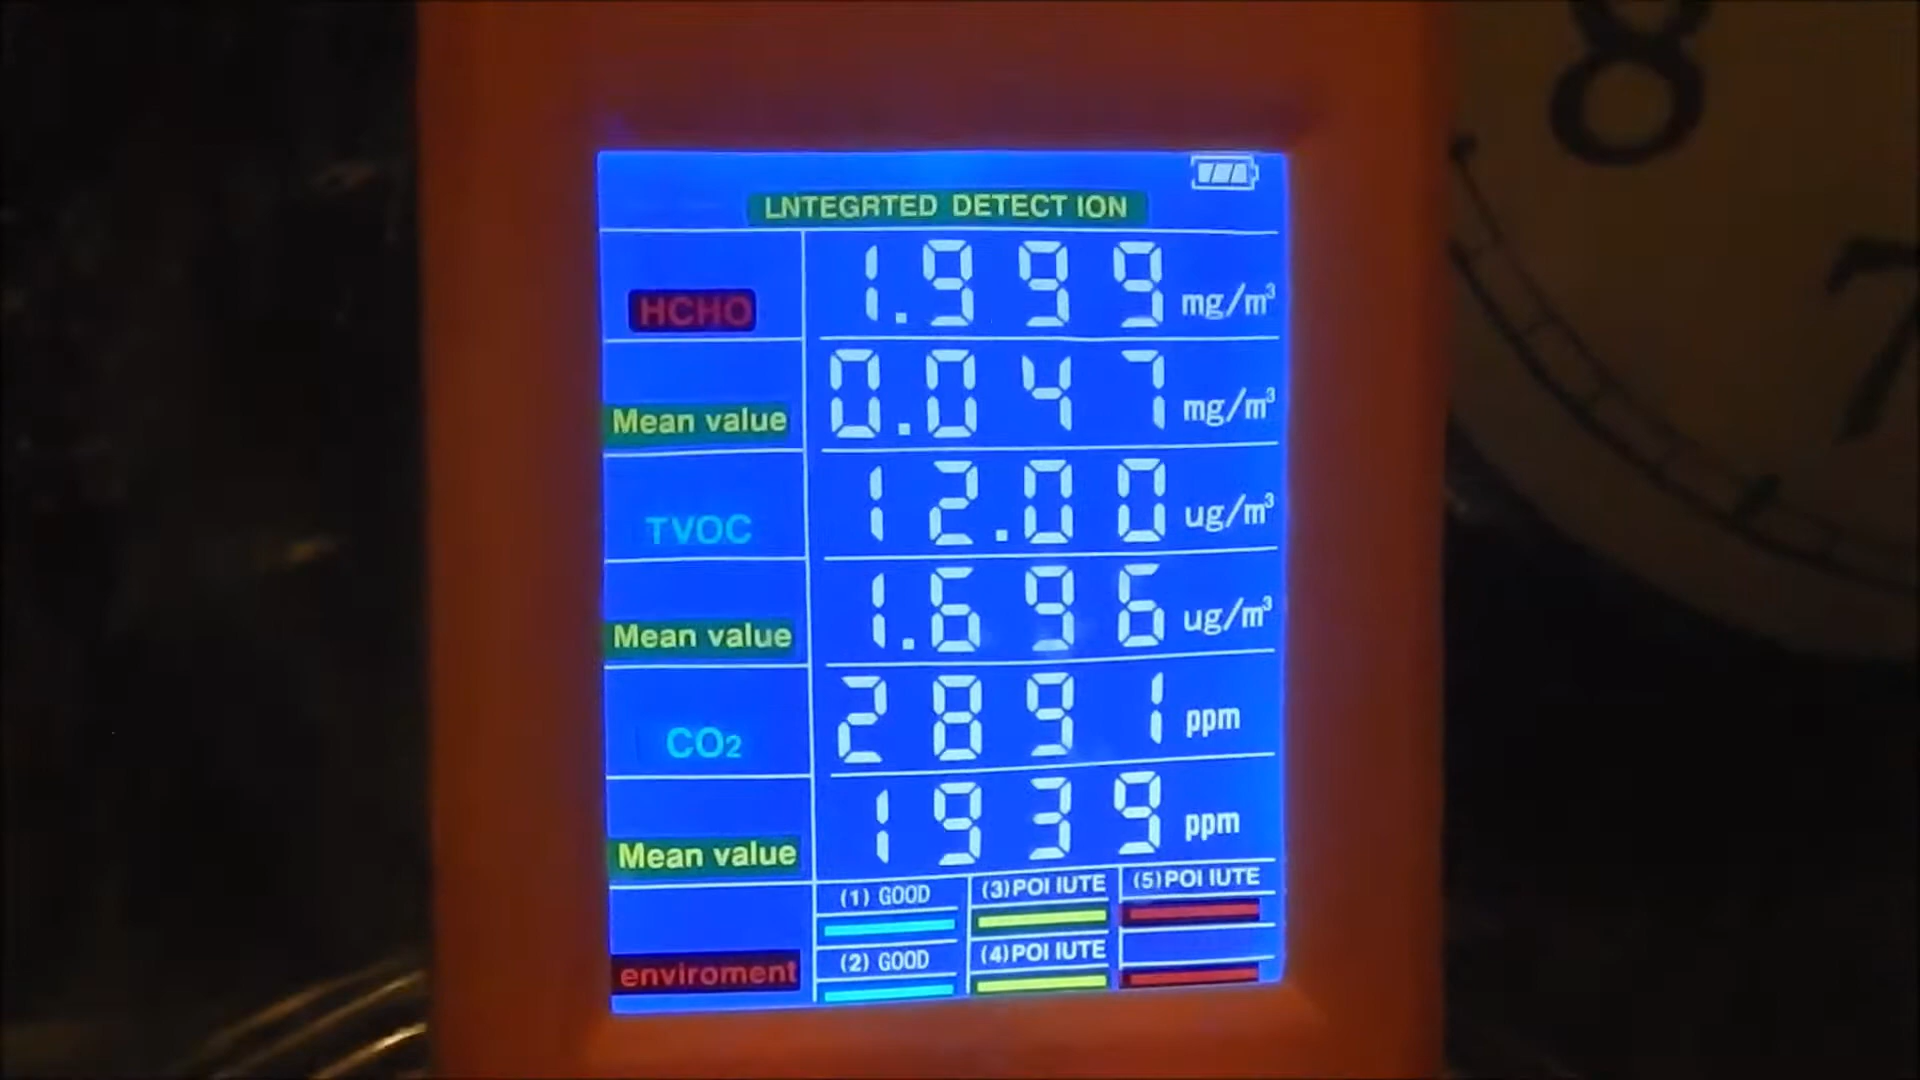 LNTEGRTED DETECT ION
HCHO 1.999 mg/m³
Mean value 0.047 mg/m³
TVOC 12.00 ug/m³
Mean value 1.696 ug/m³
CO₂ 2891 ppm
Mean value 1939 ppm
enviroment
(1) GOOD (3)POI IUTE (5)POI IUTE
(2) GOOD (4)POI IUTE
8
7